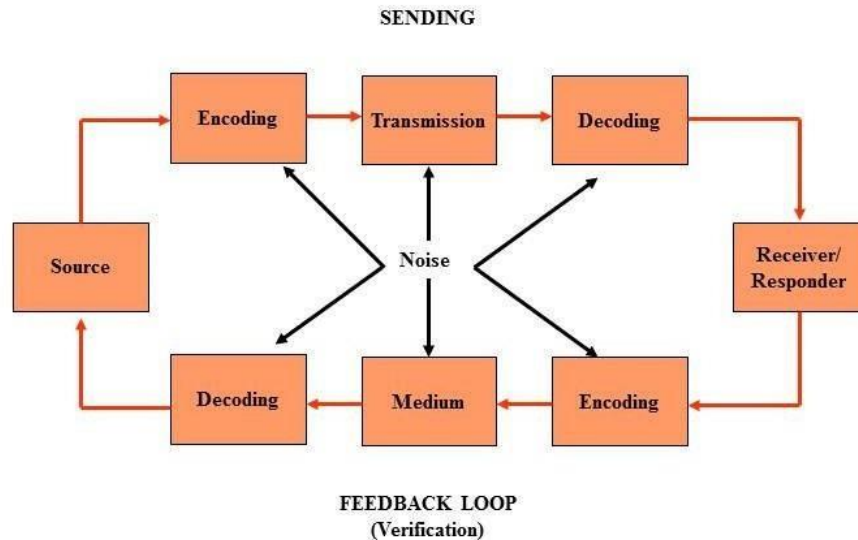 SENDING
Encoding
Transmission
Decoding
Source
Noise
Receiver/
Responder
Decoding
Medium
Encoding
FEEDBACK LOOP
(Verification)